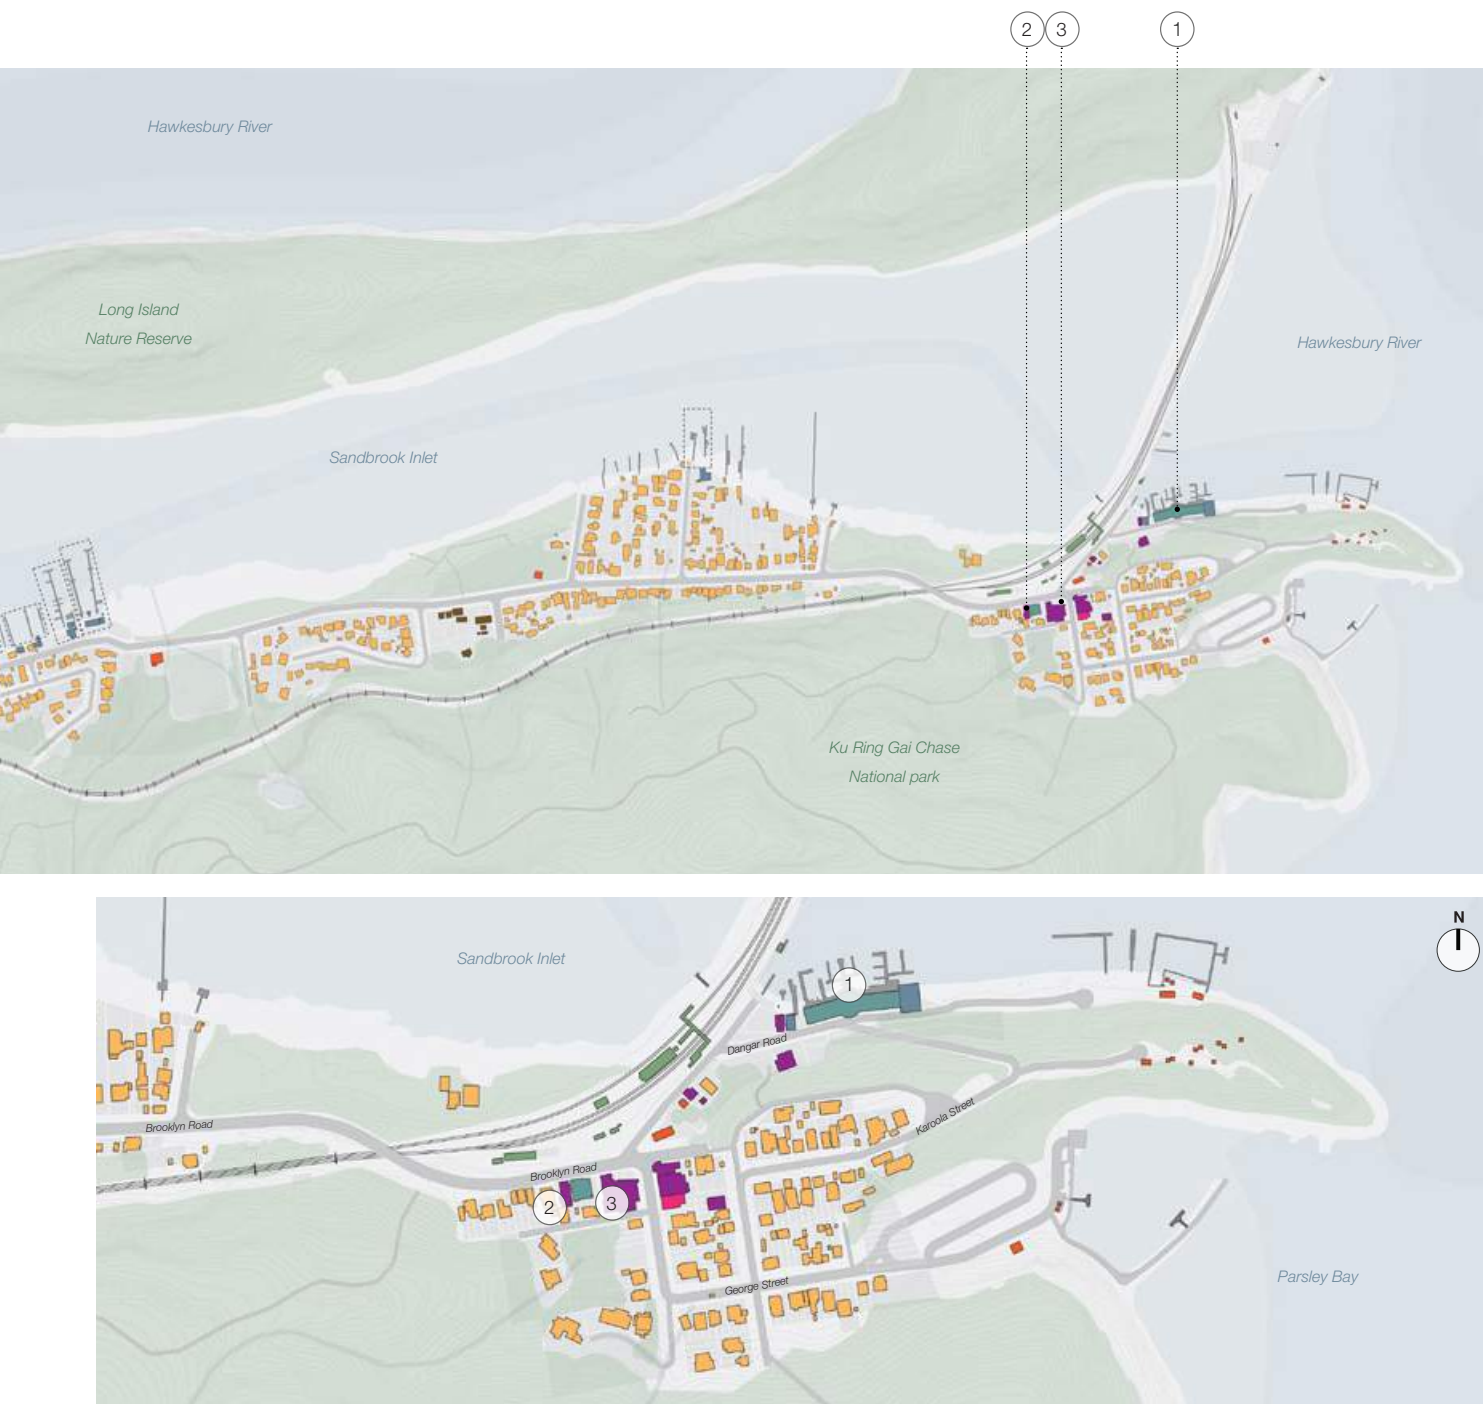 2 3 1
Hawkesbury River
Long Island
Nature Reserve
Hawkesbury River
Sandbrook Inlet
Ku Ring Gai Chase
National park
N
Sandbrook Inlet
1
Dangar Road
Karoola Street
Brooklyn Road
Brooklyn Road
2
3
George Street
Parsley Bay